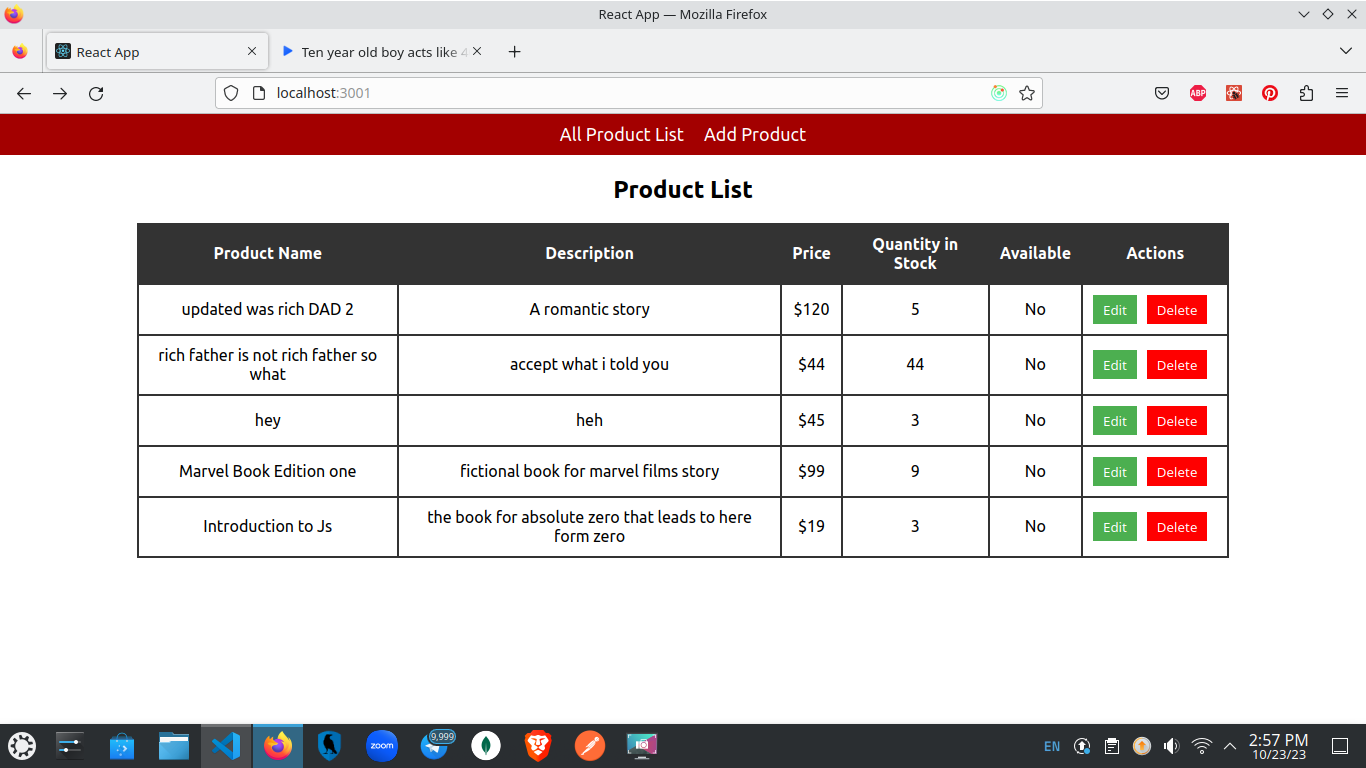 React App — Mozilla Firefox
React App
Ten year old boy acts like 4
localhost:3001
ABP
All Product List Add Product
Product List
Product Name Description Price Quantity in Stock Available Actions
updated was rich DAD 2 A romantic story $120 5 No Edit Delete
rich father is not rich father so
what
accept what i told you $44 44 No Edit Delete
hey heh $45 3 No Edit Delete
Marvel Book Edition one fictional book for marvel films story $99 9 No Edit Delete
Introduction to Js
the book for absolute zero that leads to here
form zero
$19 3 No Edit Delete
zoom
9,999
EN
2:57 PM
10/23/23